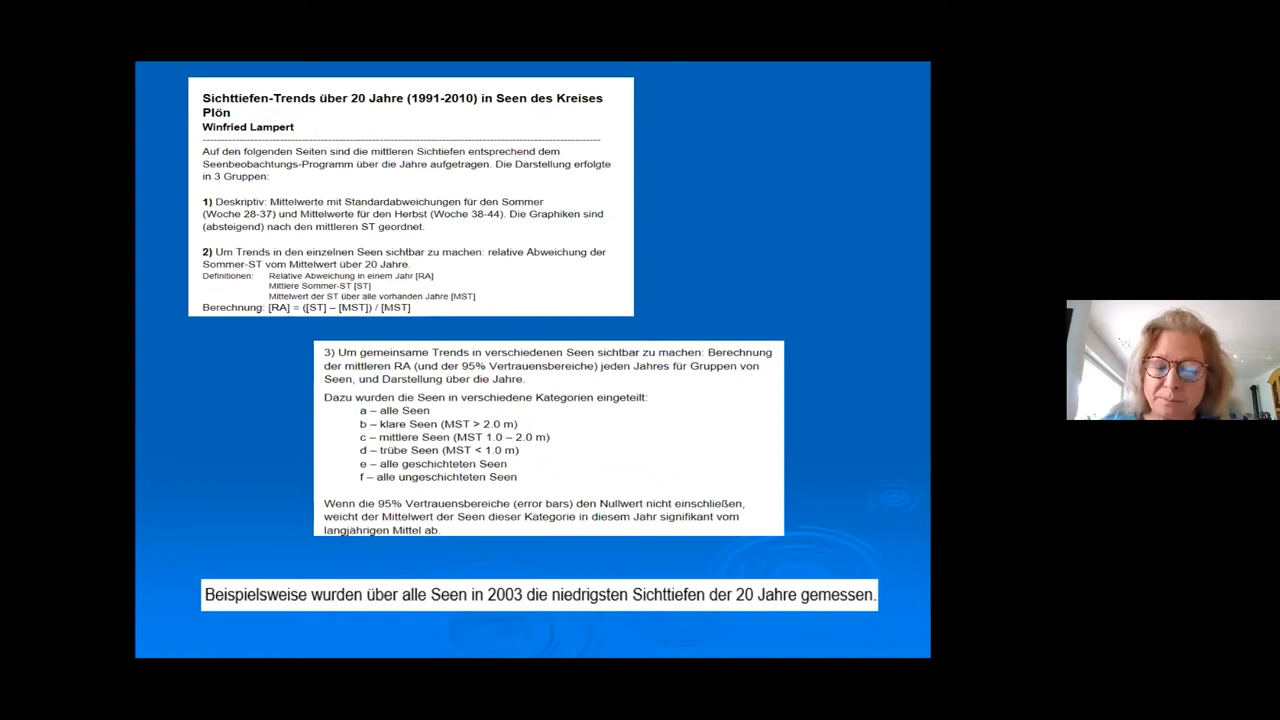 Sichttiefen-Trends über 20 Jahre (1991-2010) in Seen des Kreises
Plön
Winfried Lampert
Auf den folgenden Seiten sind die mittleren Sichtiefen entsprechend dem
Seenbeobachtungs-Programm über die Jahre aufgetragen. Die Darstellung erfolgte
in 3 Gruppen:
1) Deskriptiv: Mittelwerte mit Standardabweichungen für den Sommer
(Woche 28-37) und Mittelwerte für den Herbst (Woche 38-44). Die Graphiken sind
(absteigend) nach den mittleren ST geordnet.
2) Um Trends in den einzelnen Seen sichtbar zu machen: relative Abweichung der
Sommer-ST vom Mittelwert über 20 Jahre.
Definitionen: Relative Abweichung in einem Jahr [RA]
Mittlere Sommer-ST [ST]
Mittelwert der ST über alle vorhanden Jahre [MST]
Berechnung: [RA] = ([ST] – [MST]) / [MST]
3) Um gemeinsame Trends in verschiedenen Seen sichtbar zu machen: Berechnung
der mittleren RA (und der 95% Vertrauensbereiche) jeden Jahres für Gruppen von
Seen, und Darstellung über die Jahre.
Dazu wurden die Seen in verschiedene Kategorien eingeteilt:
a – alle Seen
b – klare Seen (MST > 2.0 m)
c – mittlere Seen (MST 1.0 – 2.0 m)
d – trübe Seen (MST < 1.0 m)
e – alle geschichteten Seen
f – alle ungeschichteten Seen
Wenn die 95% Vertrauensbereiche (error bars) den Nullwert nicht einschließen,
weicht der Mittelwert der Seen dieser Kategorie in diesem Jahr signifikant vom
langjährigen Mittel ab.
Beispielsweise wurden über alle Seen in 2003 die niedrigsten Sichttiefen der 20 Jahre gemessen.